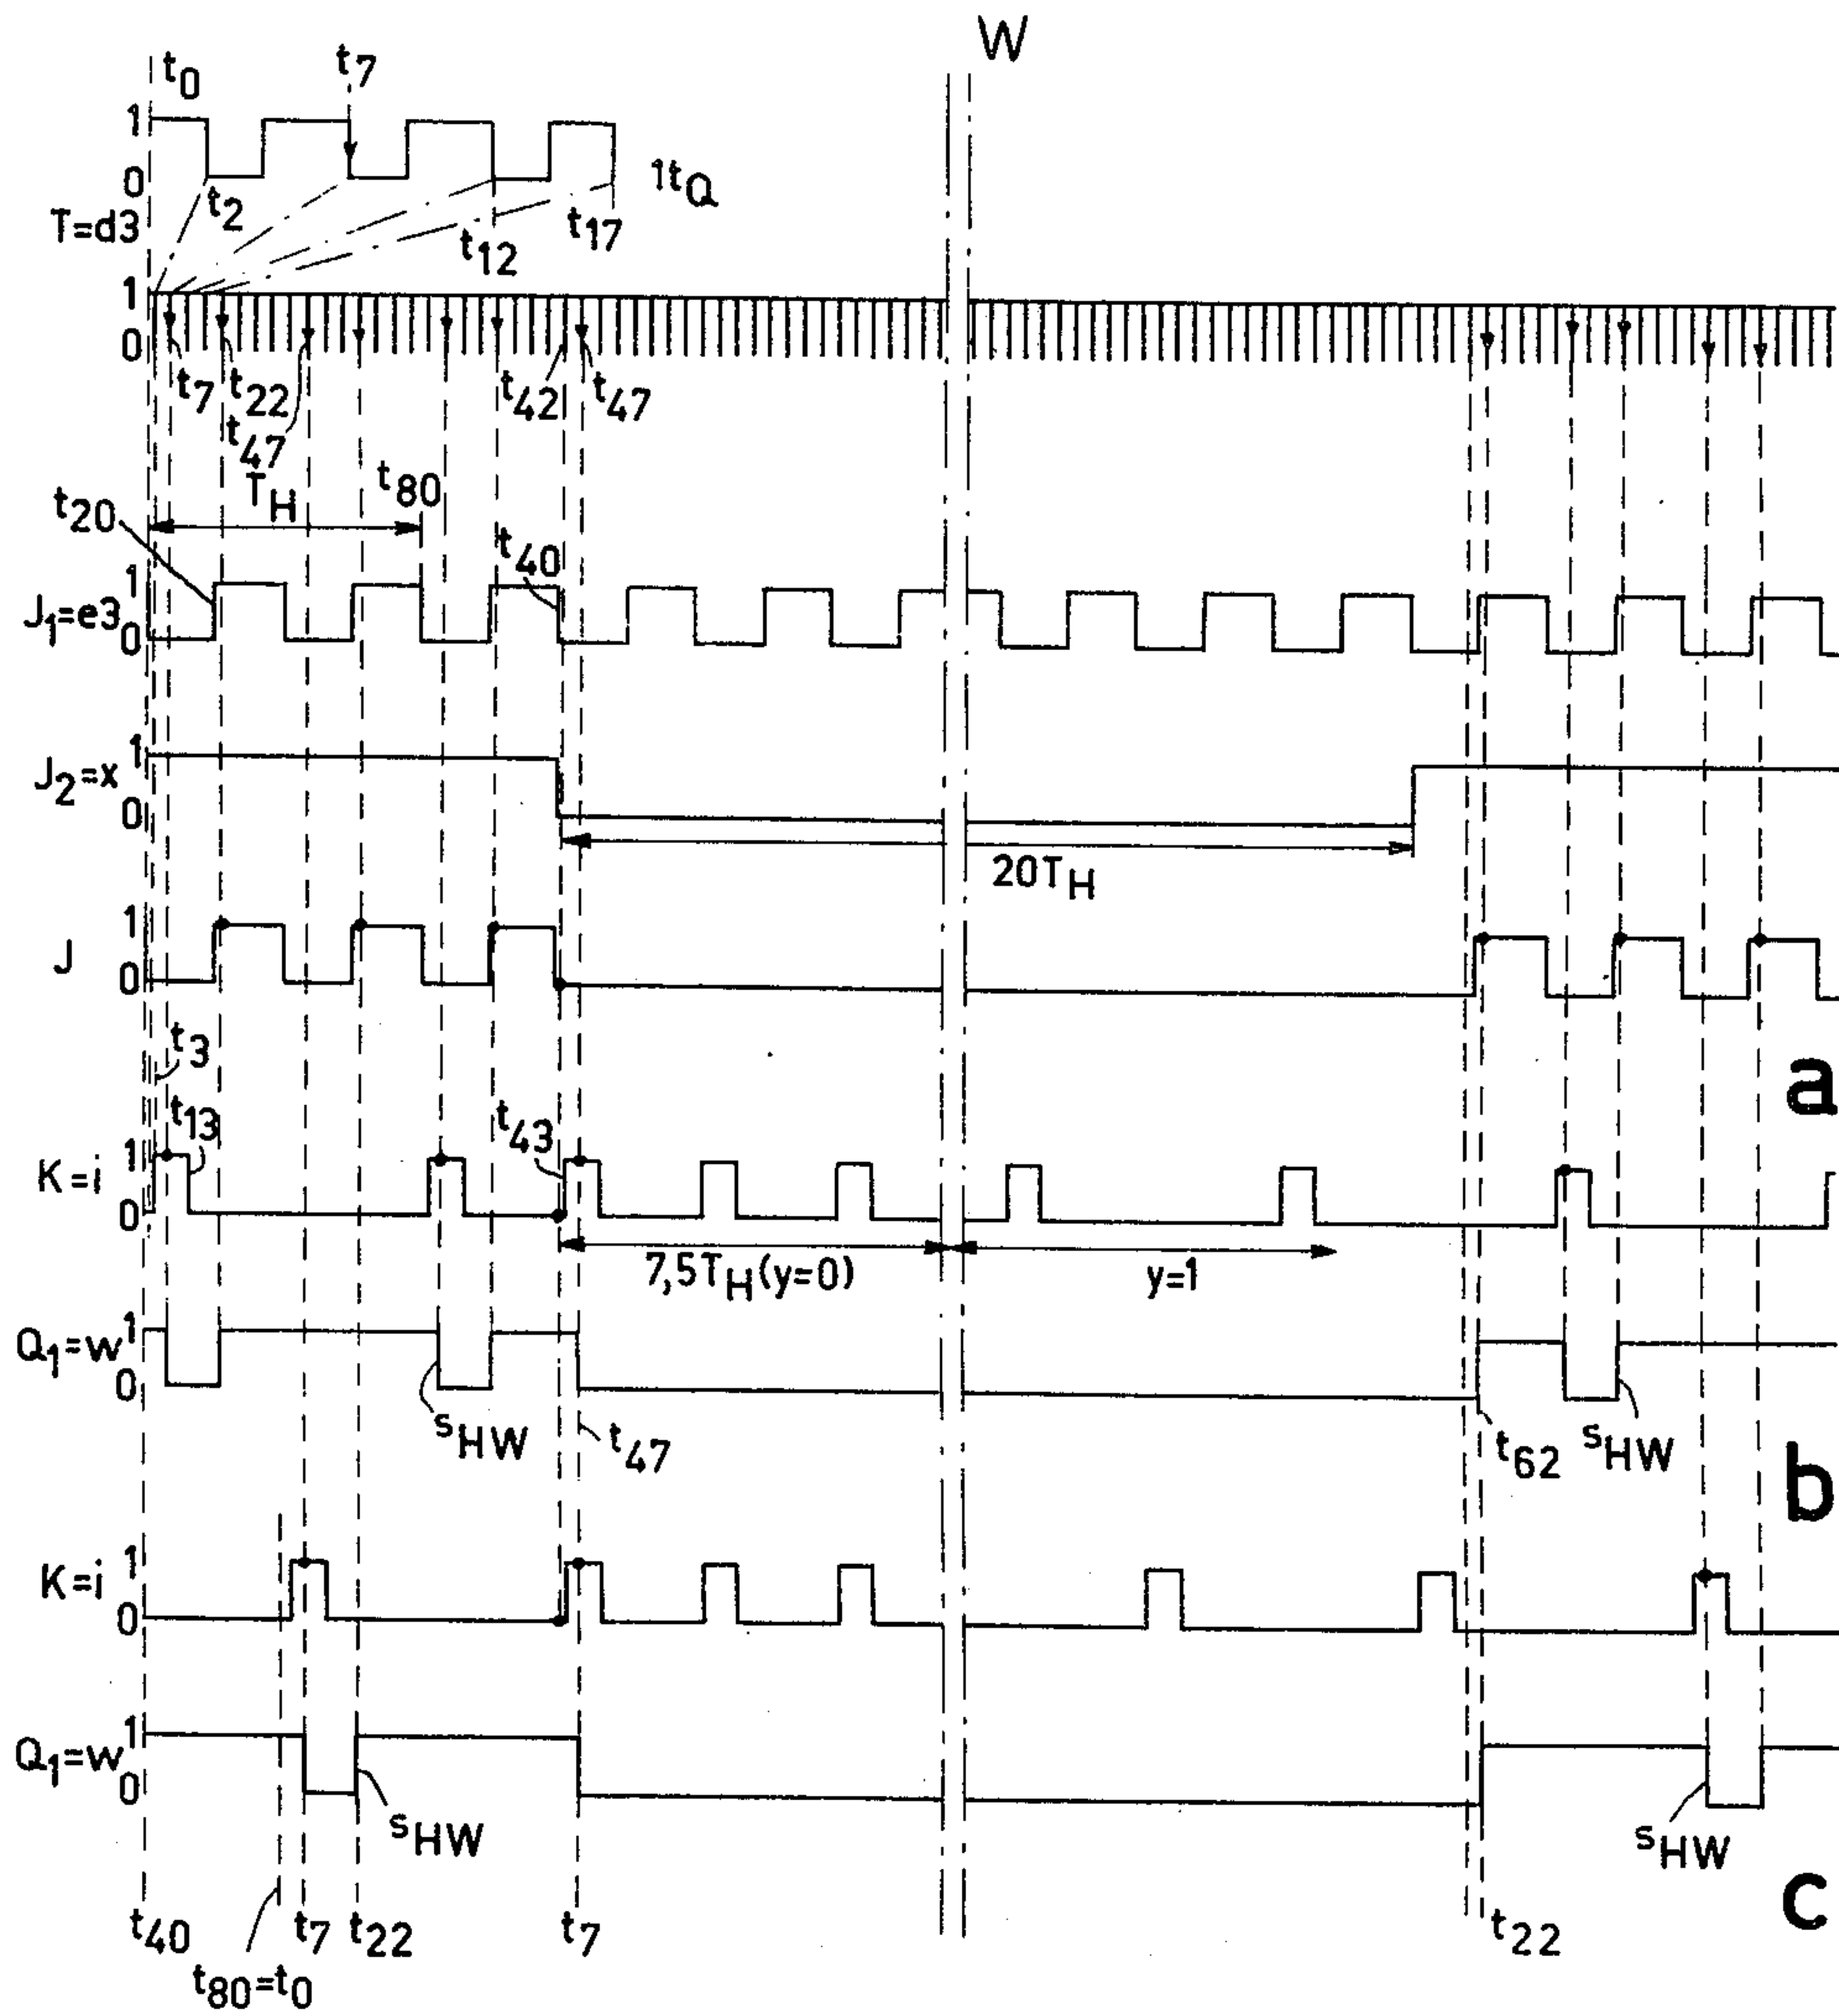 W
t0 t7
1
0
t2 t12 t17 1tQ
T=d3
1
0
t7 t22 t47 t42 t47
TH t80
t20 t40
1
J1=e3 0
1
J2=x
0
20TH
1
J
0
t3
a
t13 t43
1
K=i
0
7,5TH(y=0) y=1
Q1=w 1
0
sHW t47 t62 sHW
b
1
K=i
0
Q1=w 1
0
sHW sHW
c
t40 t7 t22 t7 t22
t80=t0